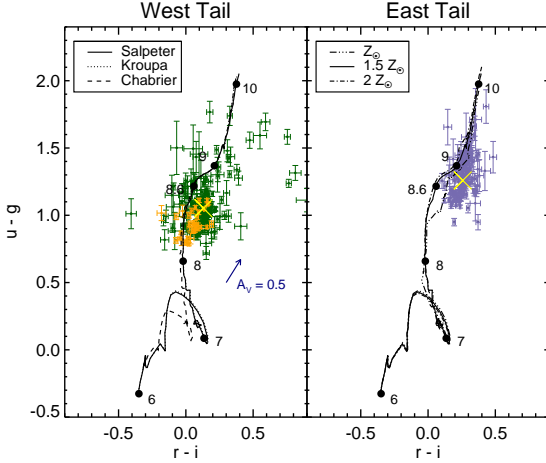 West Tail
East Tail
Salpeter
Kroupa
Chabrier
Z⊙
1.5 Z⊙
2 Z⊙
u - g
2.0
1.5
1.0
0.5
0.0
-0.5
10
9
8.6
8
7
6
A_V = 0.5
10
9
8.6
8
7
6
-0.5
0.0
0.5
-0.5
0.0
0.5
r - i
r - i